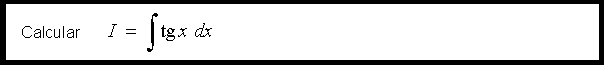 Calcular I = ∫ tg x dx